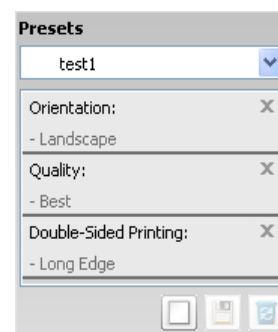 Presets
test1
Orientation:
- Landscape
Quality:
- Best
Double-Sided Printing:
- Long Edge